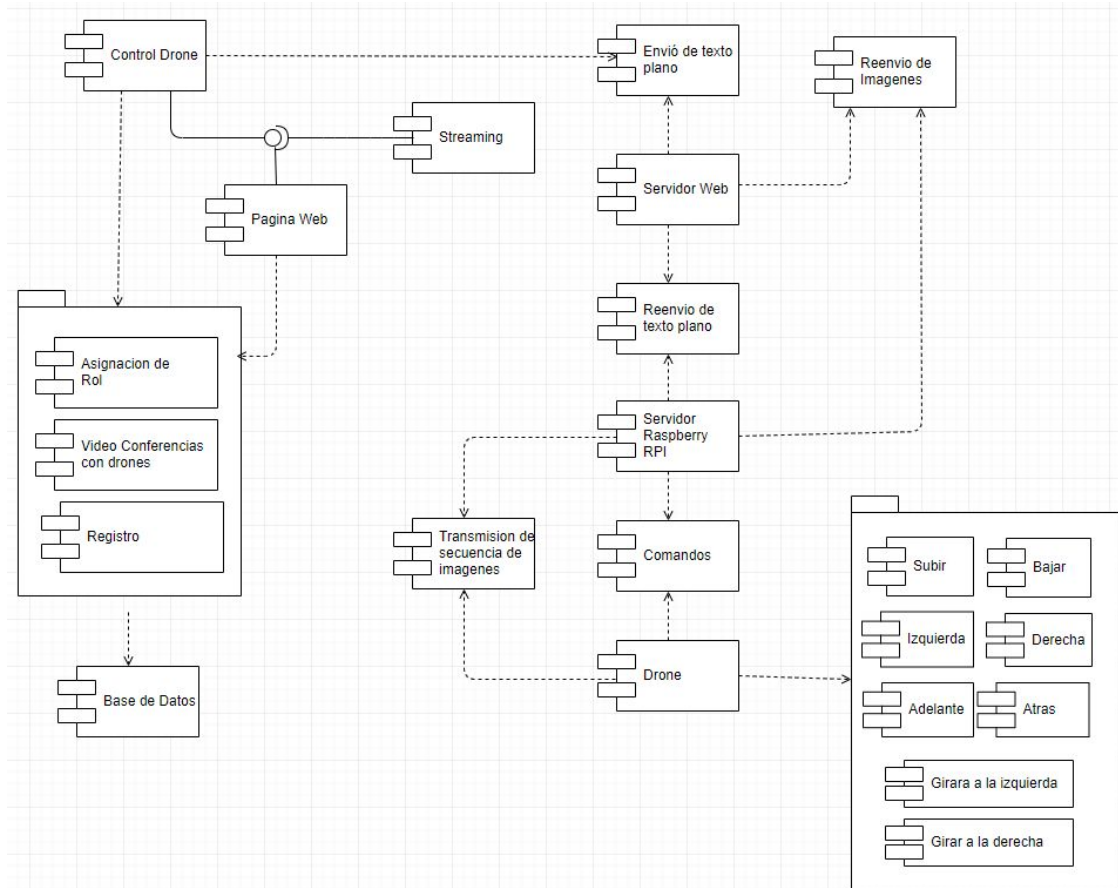 Control Drone
Envió de texto
plano
Reenvio de
Imagenes
Streaming
Servidor Web
Pagina Web
Reenvio de
texto plano
Asignacion de
Rol
Video Conferencias
con drones
Registro
Servidor
Raspberry
RPI
Transmision de
secuencia de
imagenes
Comandos
Drone
Base de Datos
Subir
Bajar
Izquierda
Derecha
Adelante
Atras
Girara a la izquierda
Girar a la derecha